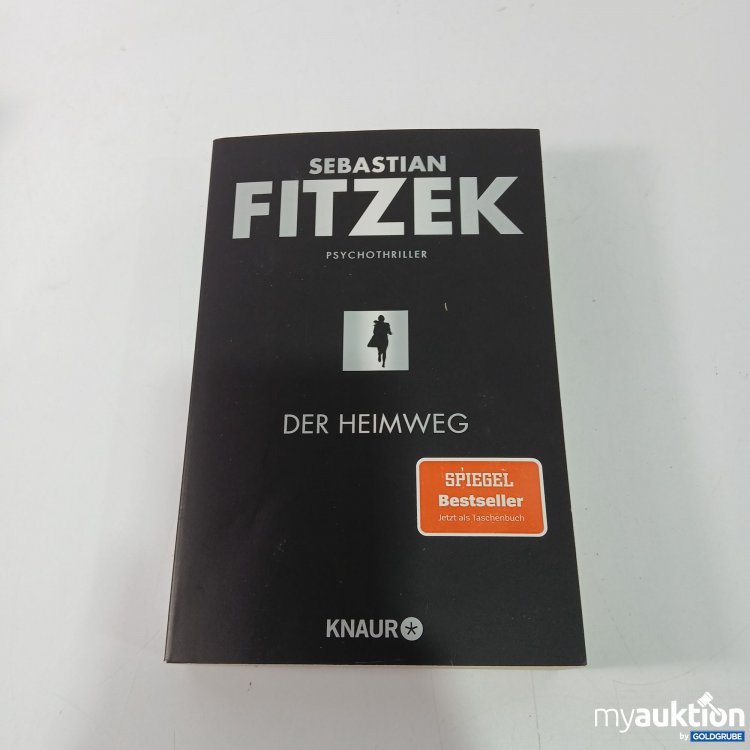 SEBASTIAN
FITZEK
PSYCHOTHRILLER
DER HEIMWEG
SPIEGEL
Bestseller
Jetzt als Taschenbuch
KNAUR
myauktion
by GOLDGRUBE